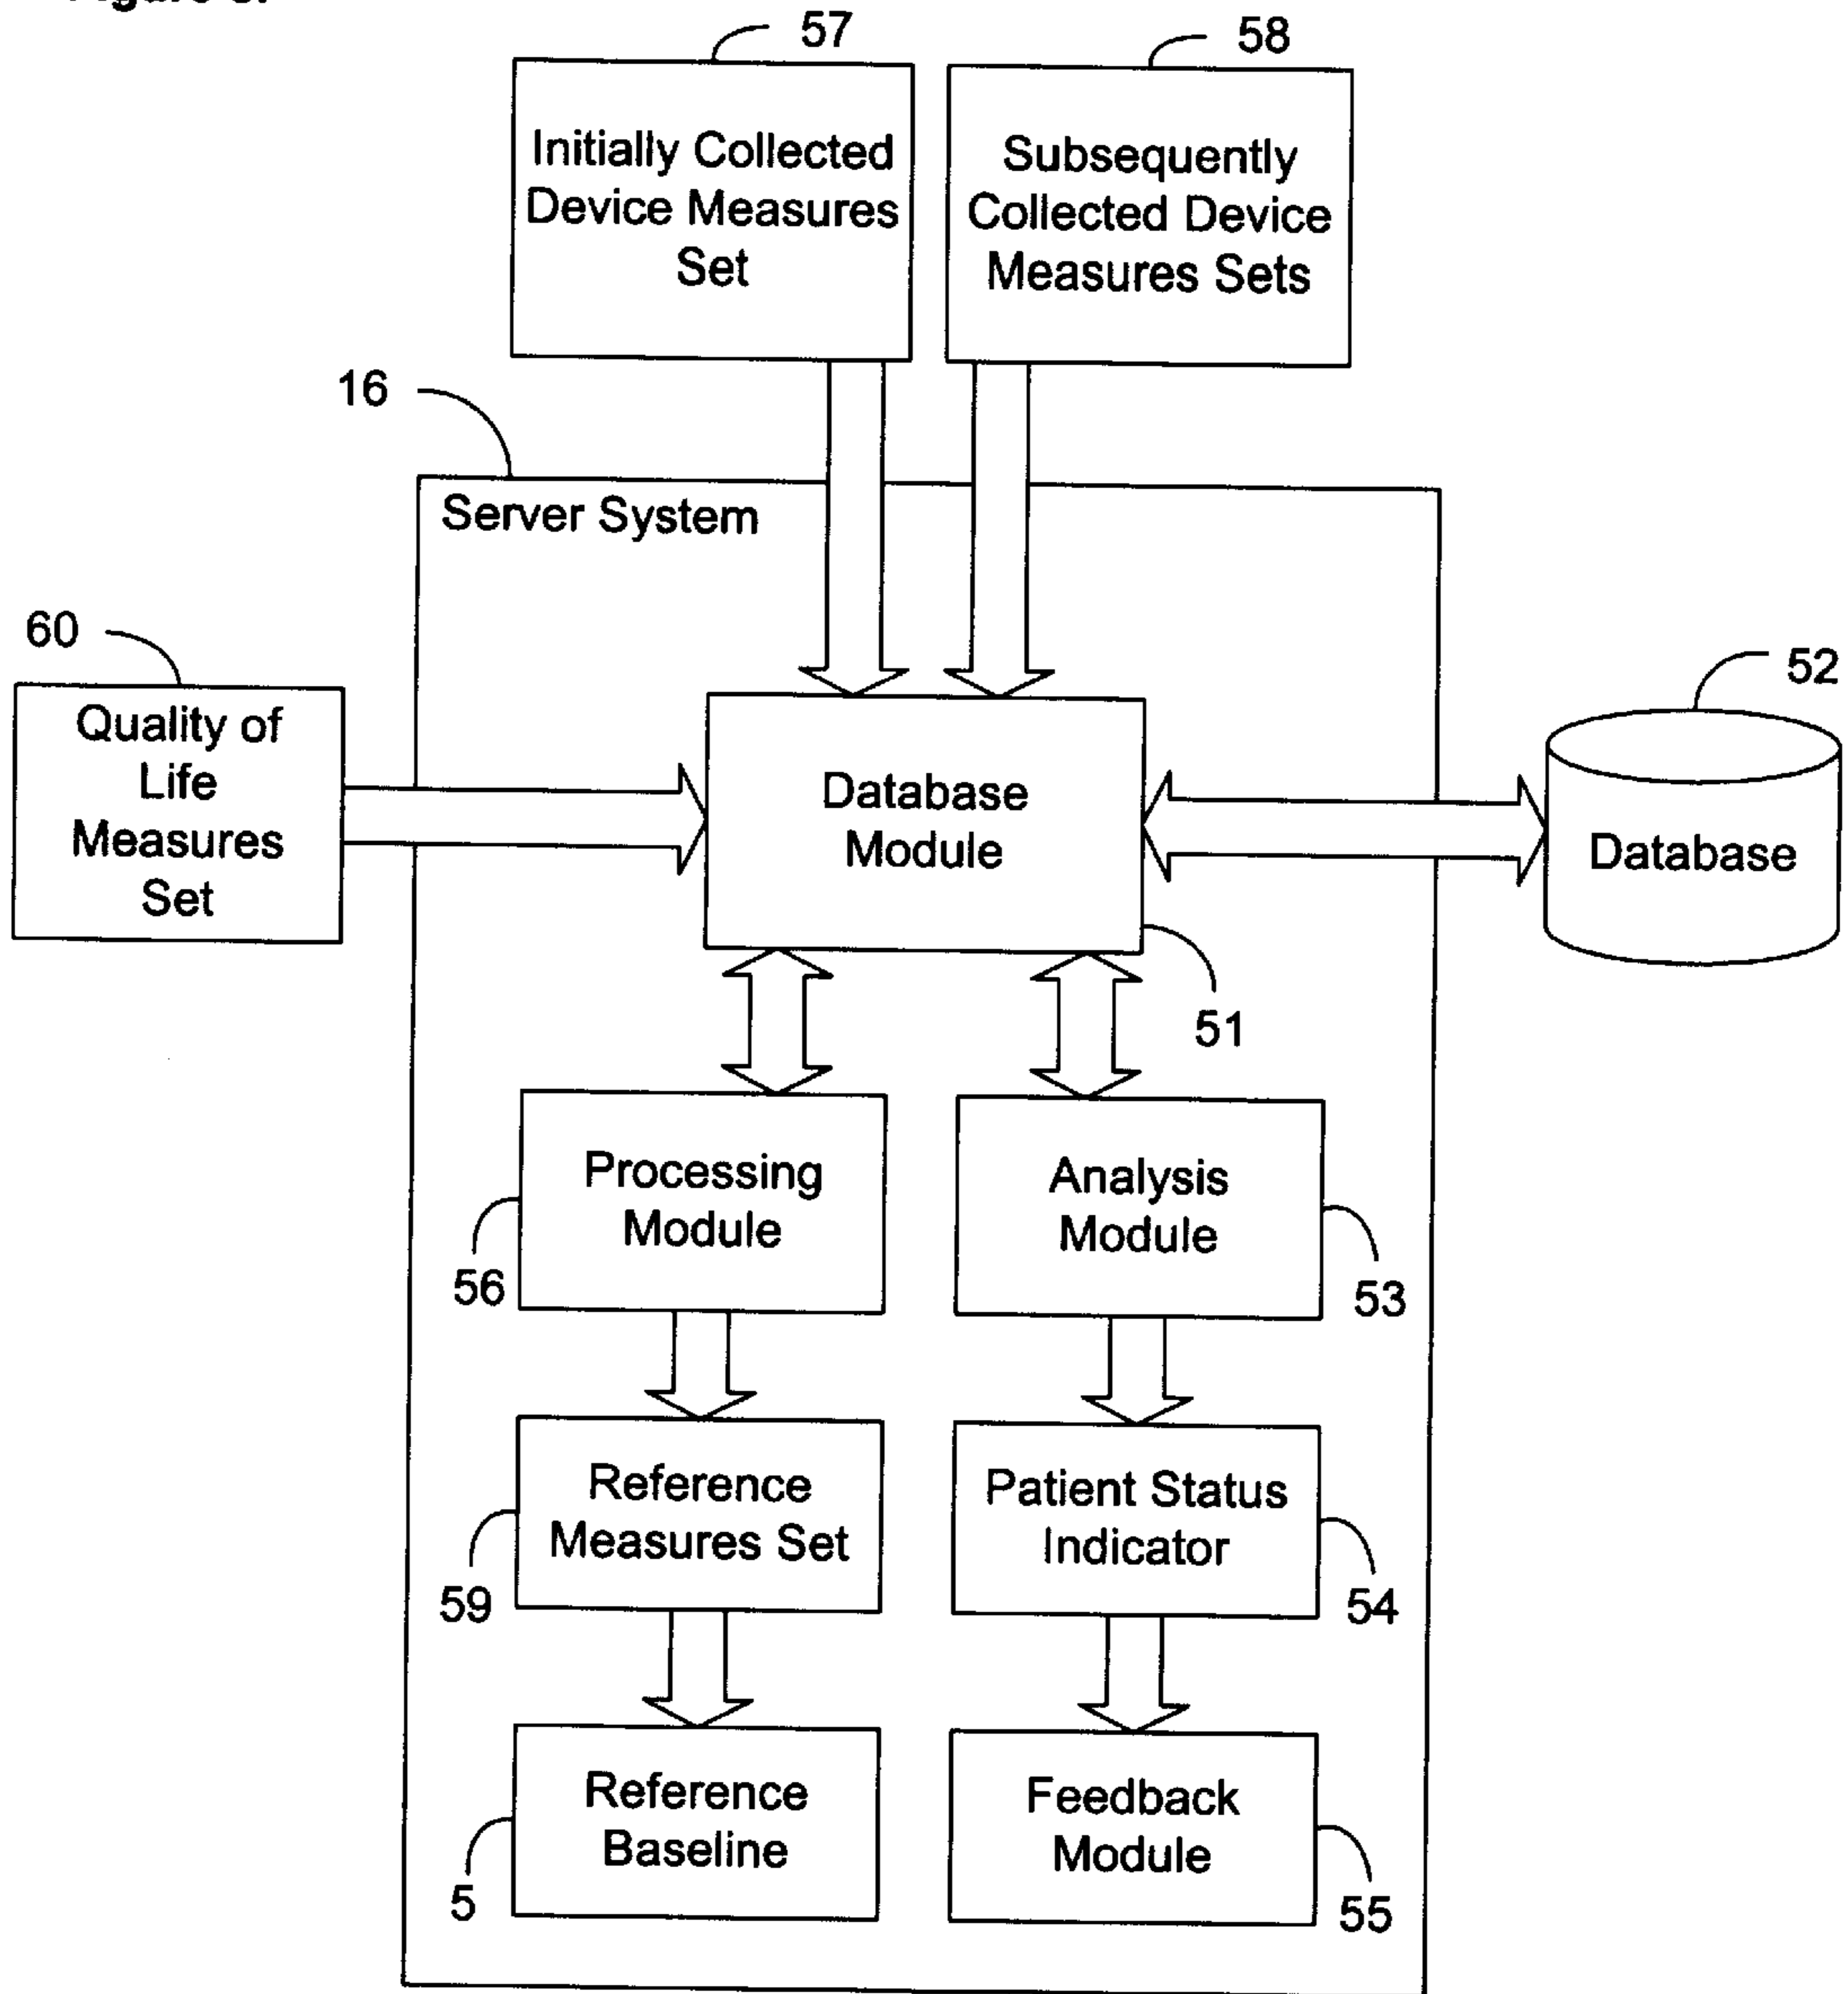 57
58
Initially Collected
Device Measures
Set
Subsequently
Collected Device
Measures Sets
16
Server System
60
Quality of
Life
Measures
Set
Database
Module
52
Database
51
Processing
Module
56
Analysis
Module
53
Reference
Measures Set
59
Patient Status
Indicator
54
Reference
Baseline
5
Feedback
Module
55